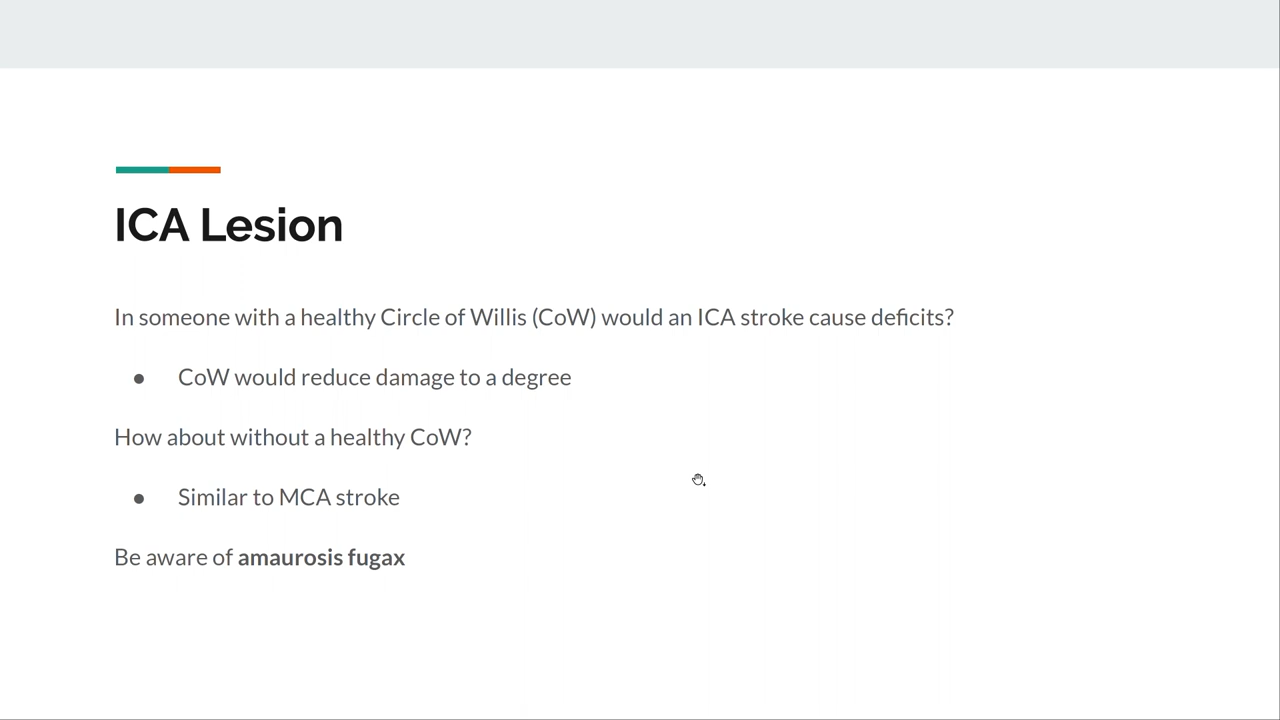 ICA Lesion
In someone with a healthy Circle of Willis (CoW) would an ICA stroke cause deficits?
● CoW would reduce damage to a degree
How about without a healthy CoW?
● Similar to MCA stroke
Be aware of amaurosis fugax